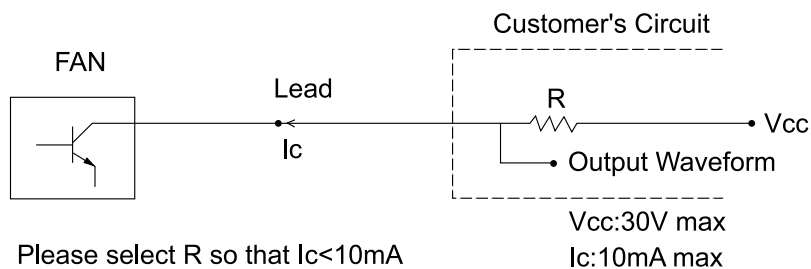 Customer's Circuit
FAN
Lead
R
Vcc
Ic
Output Waveform
Vcc:30V max
Please select R so that Ic<10mA
Ic:10mA max